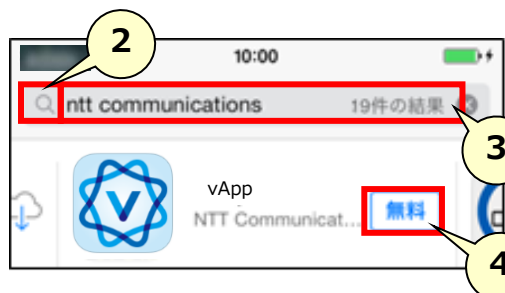 2
10:00
ntt communications 19件の結果
3
vApp
NTT Communicat... 無料
4